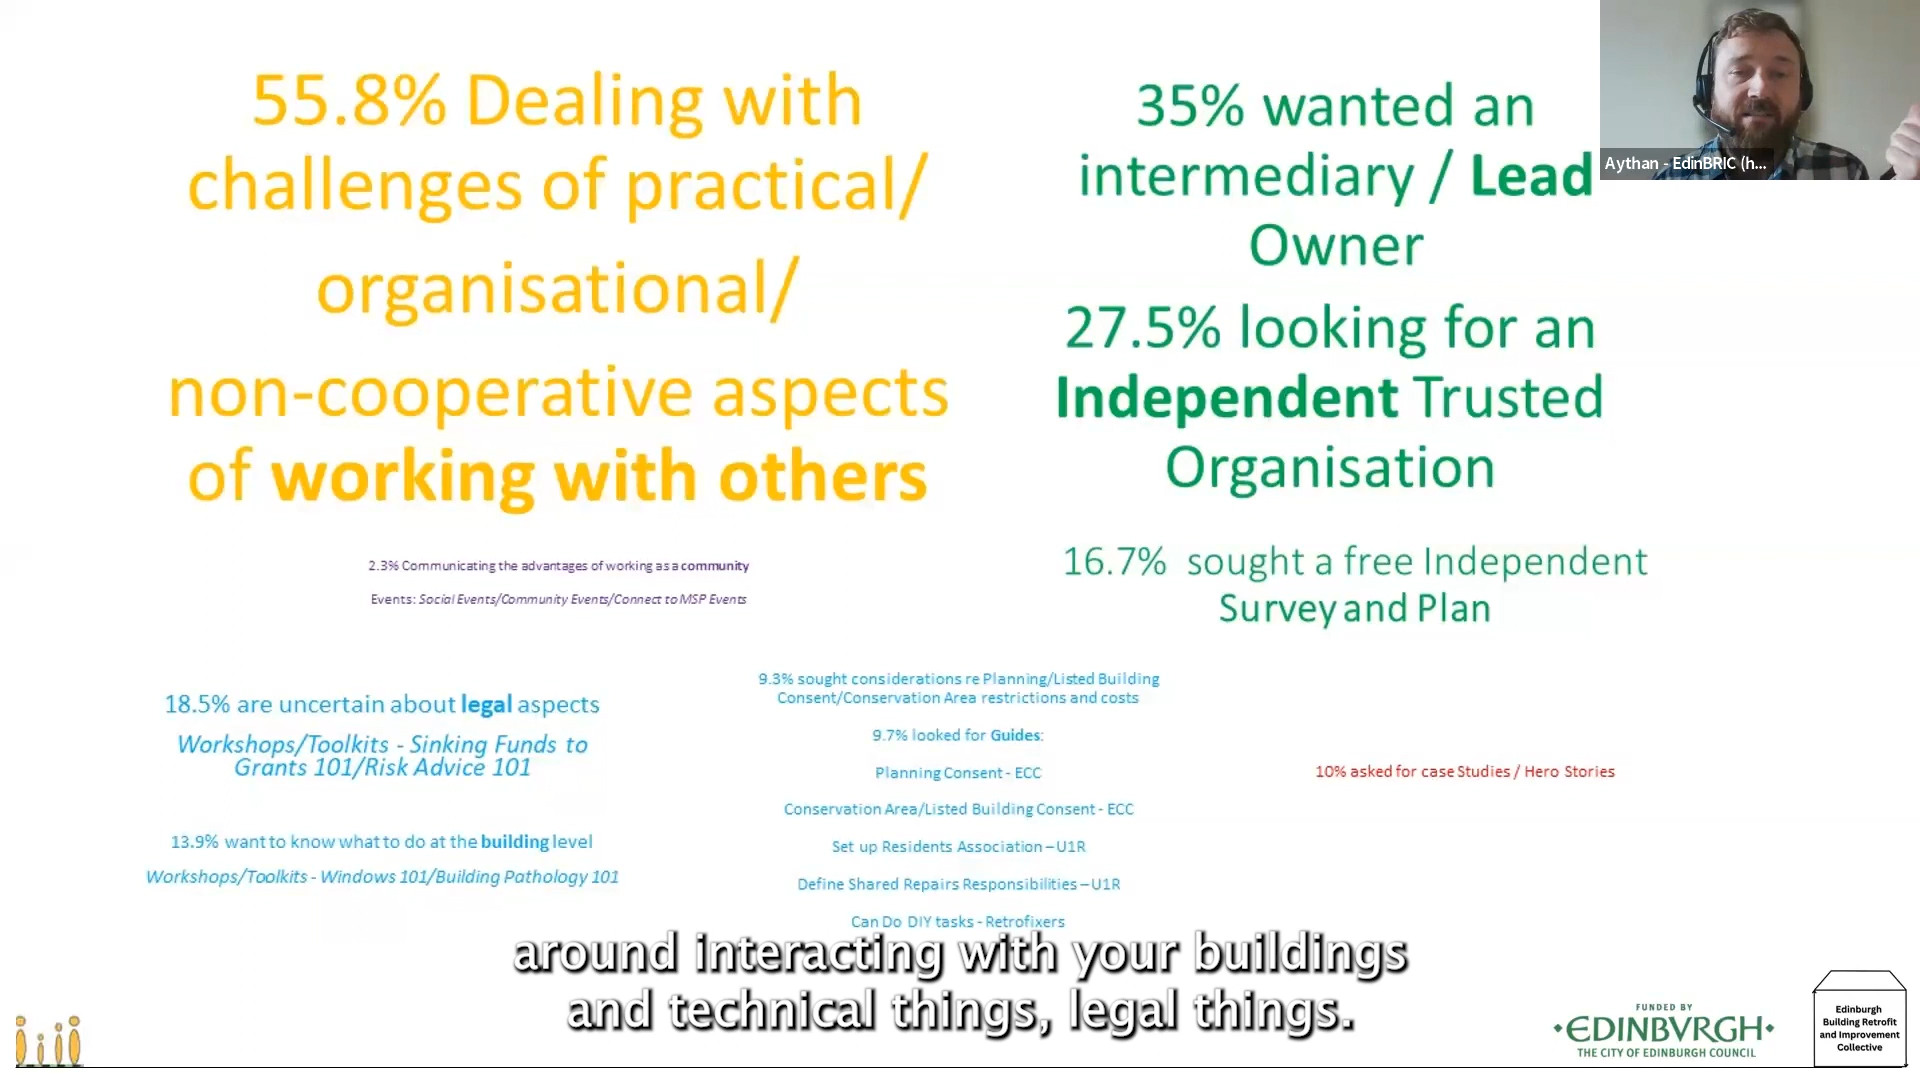 55.8% Dealing with
challenges of practical/
organisational/
non-cooperative aspects
of working with others
2.3% Communicating the advantages of working as a community
Events: Social Events/Community Events/Connect to MSP Events
35% wanted an
intermediary / Lead
Owner
27.5% looking for an
Independent Trusted
Organisation
16.7% sought a free Independent
Survey and Plan
Aythan - EdinBRIC (h...
18.5% are uncertain about legal aspects
Workshops/Toolkits - Sinking Funds to
Grants 101/Risk Advice 101
13.9% want to know what to do at the building level
Workshops/Toolkits - Windows 101/Building Pathology 101
9.3% sought considerations re Planning/Listed Building
Consent/Conservation Area restrictions and costs
9.7% looked for Guides:
Planning Consent - ECC
Conservation Area/Listed Building Consent - ECC
Set up Residents Association – U1R
Define Shared Repairs Responsibilities – U1R
Can Do DIY tasks - Retrofixers
10% asked for case Studies / Hero Stories
around interacting with your buildings
and technical things, legal things.
FUNDED BY
•EDINBVRGH•
THE CITY OF EDINBURGH COUNCIL
Edinburgh
Building Retrofit
and Improvement
Collective